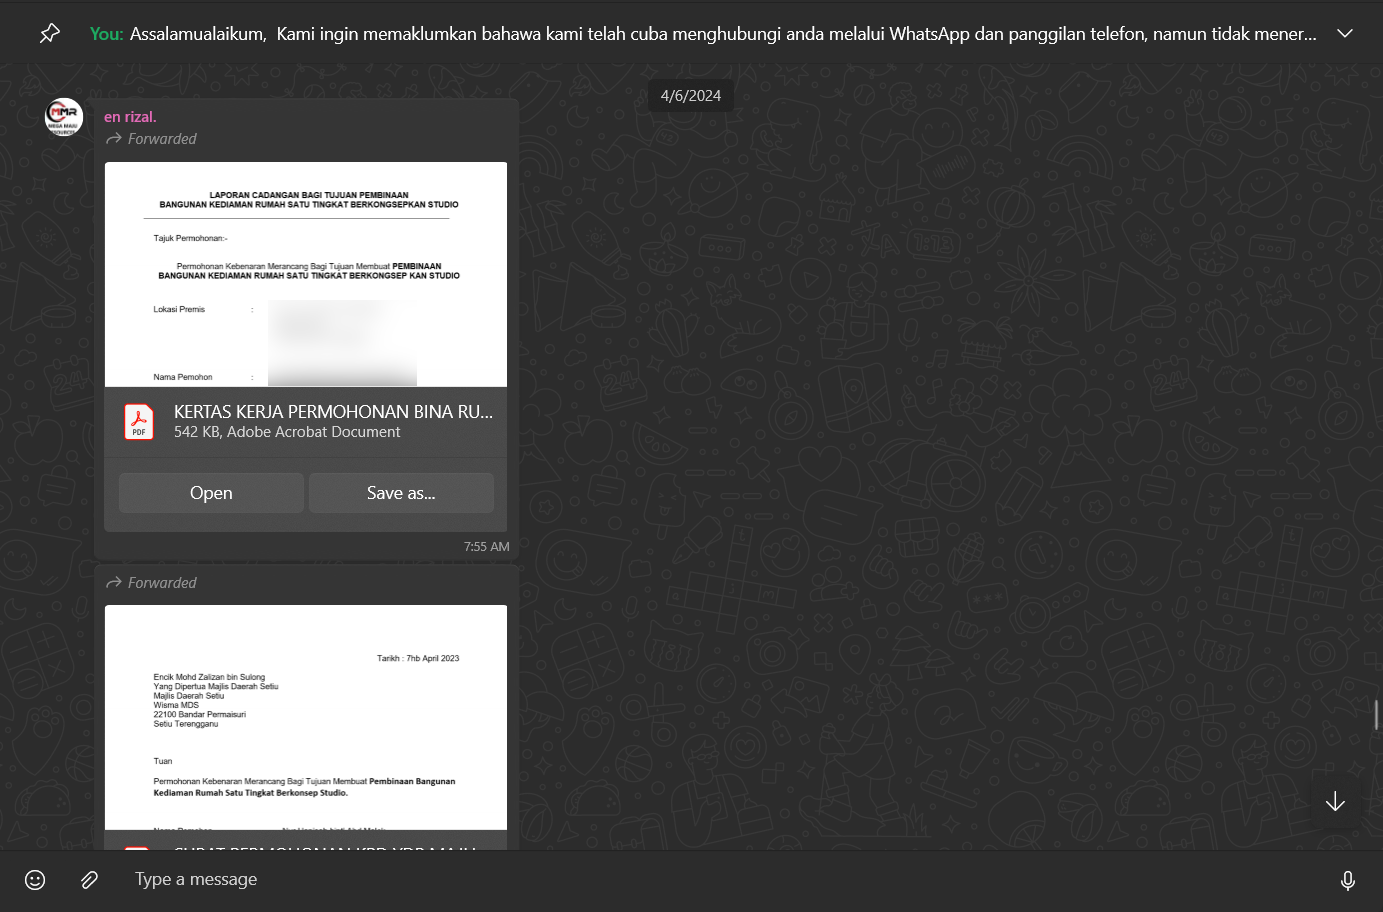 You: Assalamualaikum, Kami ingin memaklumkan bahawa kami telah cuba menghubungi anda melalui WhatsApp dan panggilan telefon, namun tidak mener...
4/6/2024
MMR
MEGA MAJU
en rizal.
Forwarded
LAPORAN CADANGAN BAGI TUJUAN PEMBINAAN
BANGUNAN KEDIAMAN RUMAH SATU TINGKAT BERKONGSEPKAN STUDIO
Tajuk Permohonan:-
Permohonan Kebenaran Merancang Bagi Tujuan Membuat PEMBINAAN
BANGUNAN KEDIAMAN RUMAH SATU TINGKAT BERKONGSEP KAN STUDIO
Lokasi Premis :
Nama Pemohon :
PDF
KERTAS KERJA PERMOHONAN BINA RU...
542 KB, Adobe Acrobat Document
Open
Save as...
7:55 AM
Forwarded
Tarikh : 7hb April 2023
Encik Mohd Zalizan bin Sulong
Yang Dipertua Majlis Daerah Setiu
Majlis Daerah Setiu
Wisma MDS
22100 Bandar Permaisuri
Setiu Terengganu
Tuan
Permohonan Kebenaran Merancang Bagi Tujuan Membuat Pembinaan Bangunan
Kediaman Rumah Satu Tingkat Berkonsep Studio.
Type a message